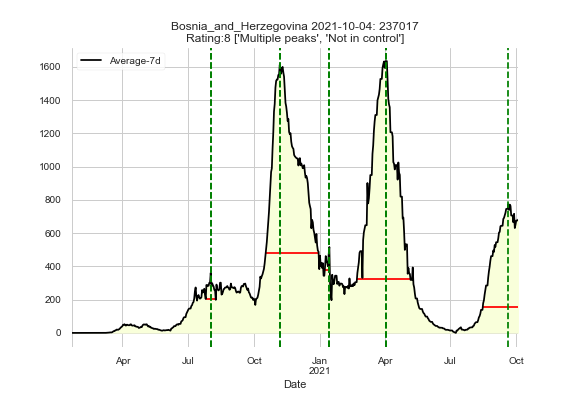 Bosnia_and_Herzegovina 2021-10-04: 237017
Rating:8 ['Multiple peaks', 'Not in control']
Average-7d
1600
1400
1200
1000
800
600
400
200
0
Apr Jul Oct Jan Apr Jul Oct
2021
Date